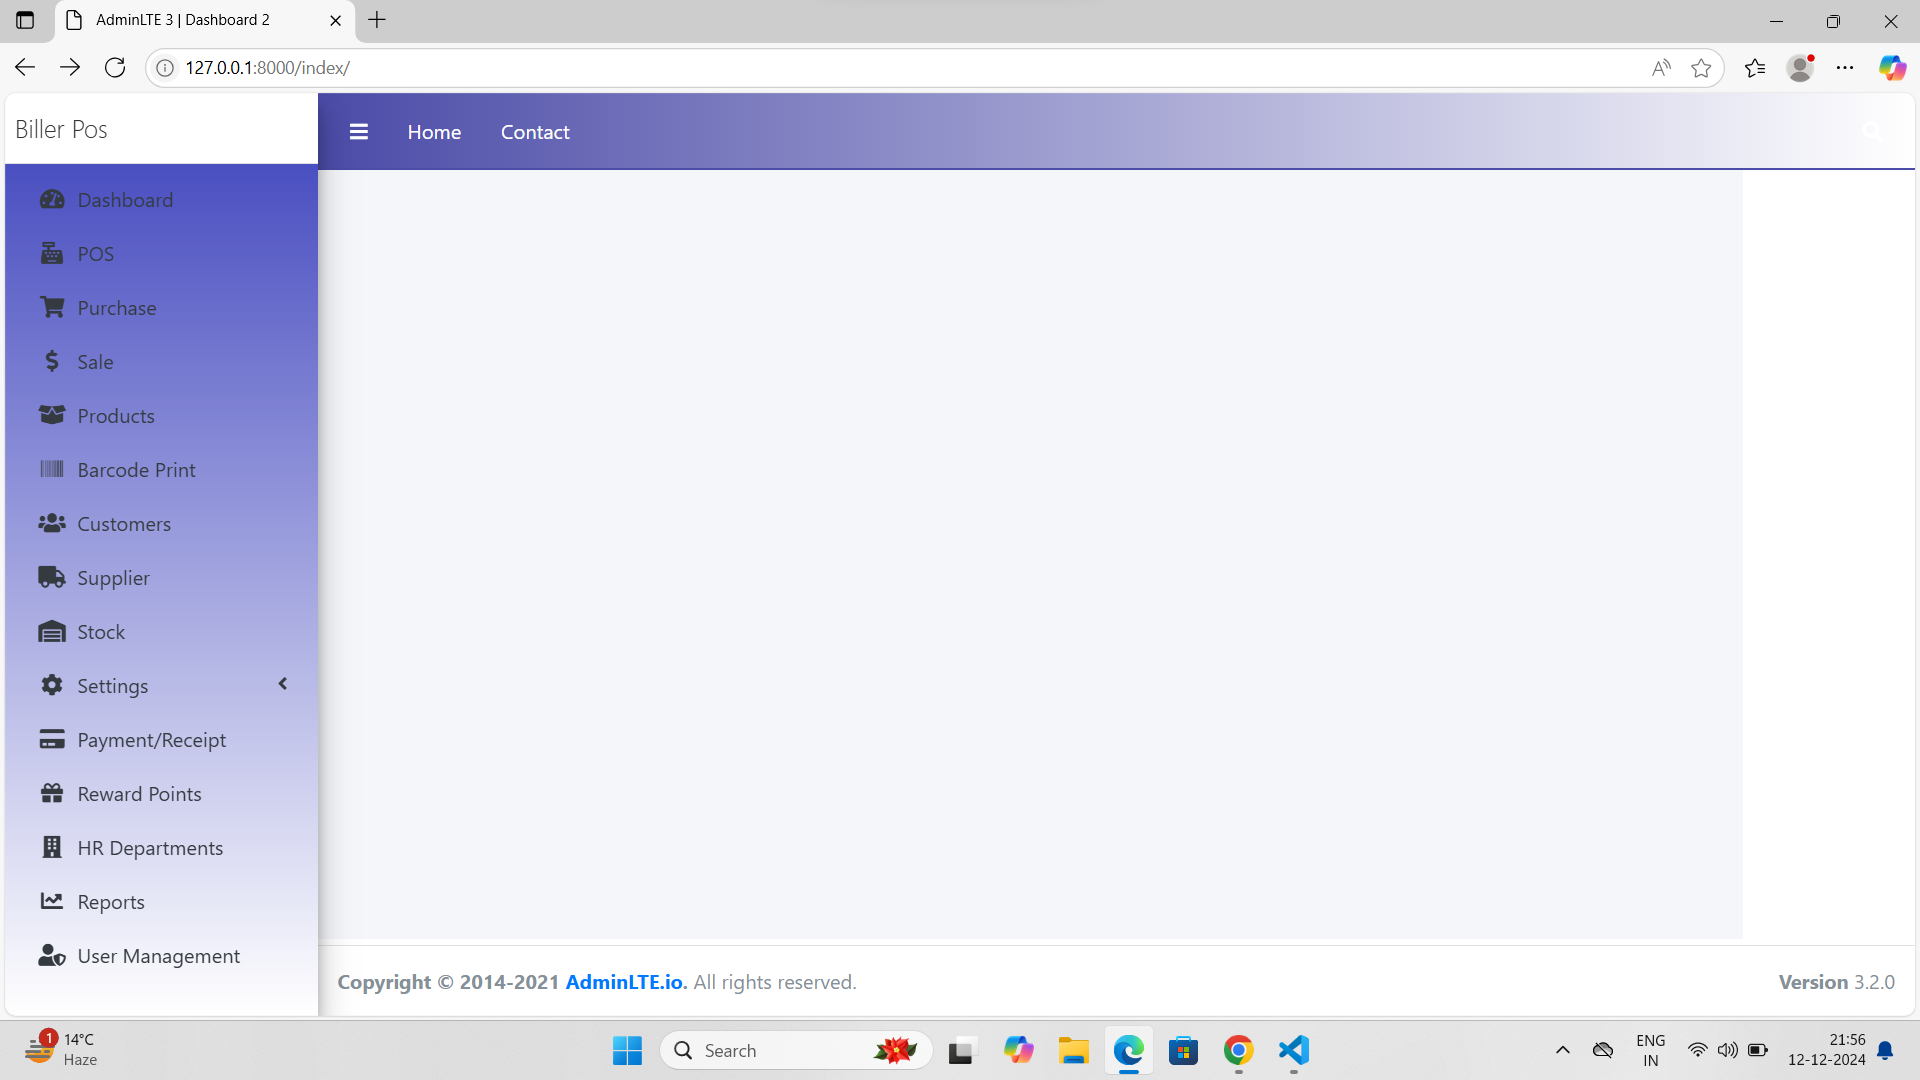 AdminLTE 3 | Dashboard 2
127.0.0.1:8000/index/
Biller Pos
Home
Contact
Dashboard
POS
Purchase
Sale
Products
Barcode Print
Customers
Supplier
Stock
Settings
Payment/Receipt
Reward Points
HR Departments
Reports
User Management
Copyright © 2014-2021 AdminLTE.io. All rights reserved.
Version 3.2.0
1
14°C
Haze
Search
ENG
IN
21:56
12-12-2024